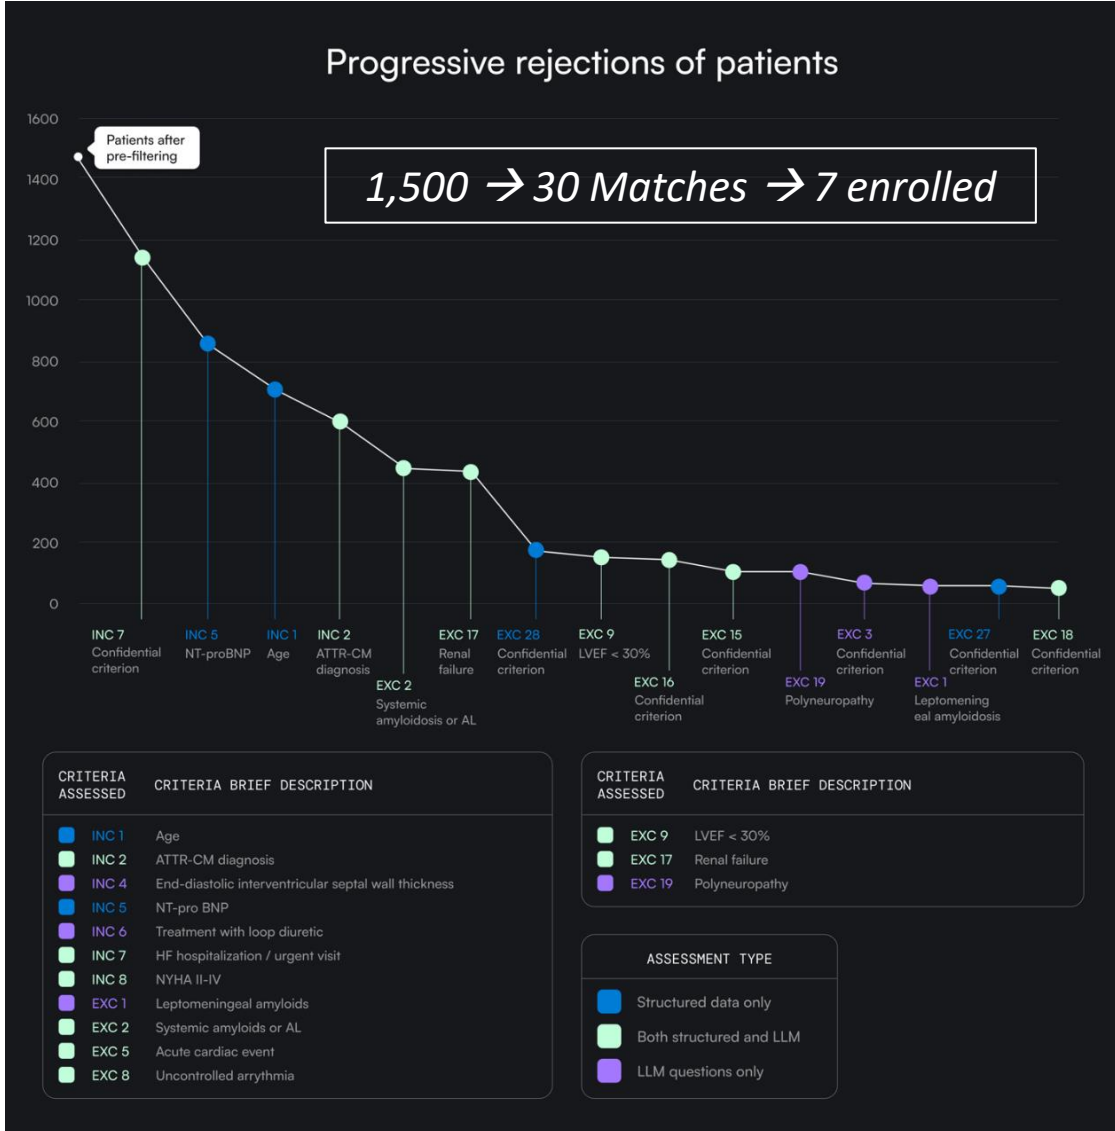 Progressive rejections of patients
1600
Patients after
pre-filtering
1,500 → 30 Matches → 7 enrolled
1400
1200
1000
800
600
400
200
0
INC 7
Confidential
criterion
INC 5
NT-proBNP
INC 1
Age
INC 2
ATTR-CM
diagnosis
EXC 2
Systemic
amyloidosis or AL
EXC 17
Renal
failure
EXC 28
Confidential
criterion
EXC 9
LVEF < 30%
EXC 16
Confidential
criterion
EXC 15
Confidential
criterion
EXC 19
Polyneuropathy
EXC 3
Confidential
criterion
EXC 1
Leptomening
eal amyloidosis
EXC 27
Confidential
criterion
EXC 18
Confidential
criterion
CRITERIA
ASSESSED
CRITERIA BRIEF DESCRIPTION
INC 1 Age
INC 2 ATTR-CM diagnosis
INC 4 End-diastolic interventricular septal wall thickness
INC 5 NT-pro BNP
INC 6 Treatment with loop diuretic
INC 7 HF hospitalization / urgent visit
INC 8 NYHA II-IV
EXC 1 Leptomeningeal amyloids
EXC 2 Systemic amyloids or AL
EXC 5 Acute cardiac event
EXC 8 Uncontrolled arrythmia
CRITERIA
ASSESSED
CRITERIA BRIEF DESCRIPTION
EXC 9 LVEF < 30%
EXC 17 Renal failure
EXC 19 Polyneuropathy
ASSESSMENT TYPE
Structured data only
Both structured and LLM
LLM questions only